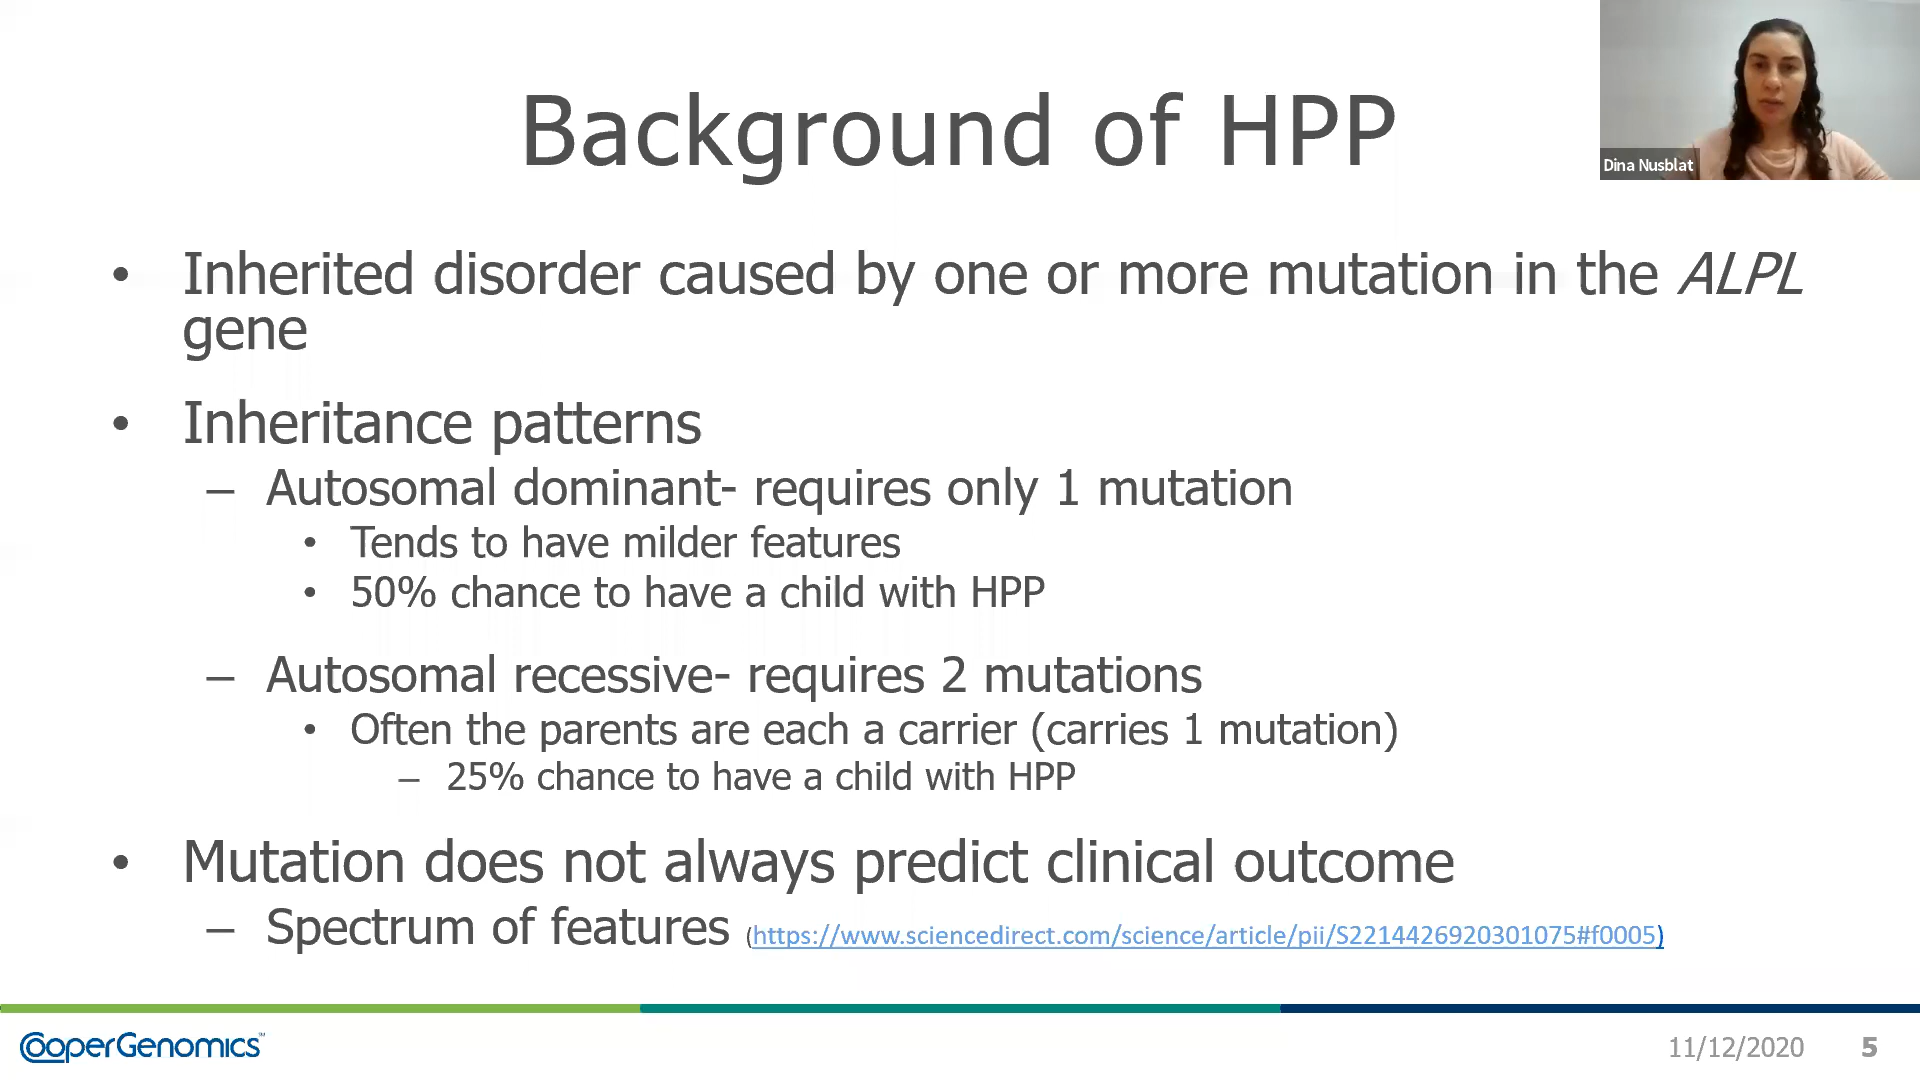 Background of HPP
Dina Nusblat
• Inherited disorder caused by one or more mutation in the ALPL
gene
• Inheritance patterns
– Autosomal dominant- requires only 1 mutation
• Tends to have milder features
• 50% chance to have a child with HPP
– Autosomal recessive- requires 2 mutations
• Often the parents are each a carrier (carries 1 mutation)
– 25% chance to have a child with HPP
• Mutation does not always predict clinical outcome
– Spectrum of features (https://www.sciencedirect.com/science/article/pii/S2214426920301075#f0005)
CooperGenomics™
11/12/2020 5